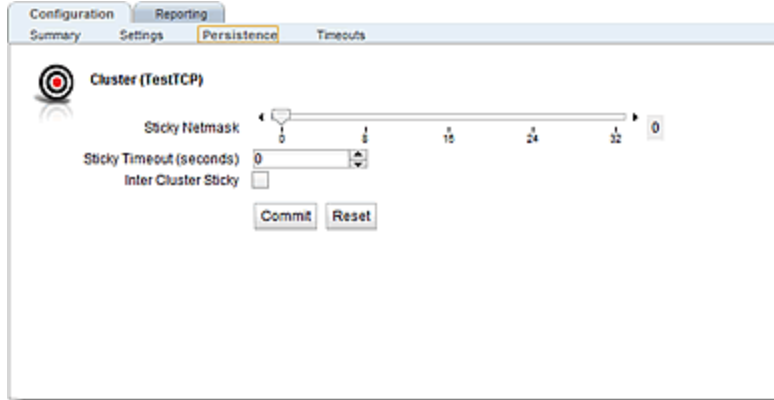 Configuration Reporting
Summary Settings Persistence Timeouts
Cluster (TestTCP)
Sticky Netmask 0
0 8 16 24 32
Sticky Timeout (seconds) 0
Inter Cluster Sticky
Commit Reset